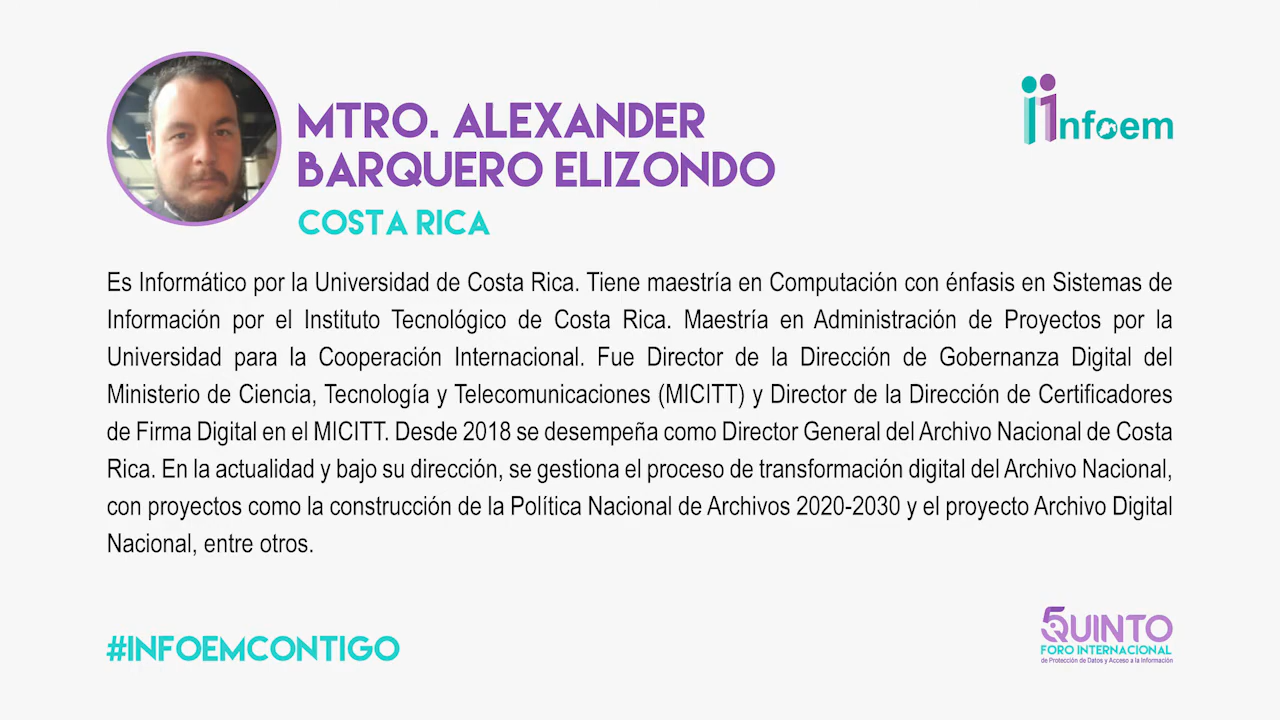 MTRO. ALEXANDER
BARQUERO ELIZONDO
COSTA RICA
infoem
Es Informático por la Universidad de Costa Rica. Tiene maestría en Computación con énfasis en Sistemas de
Información por el Instituto Tecnológico de Costa Rica. Maestría en Administración de Proyectos por la
Universidad para la Cooperación Internacional. Fue Director de la Dirección de Gobernanza Digital del
Ministerio de Ciencia, Tecnología y Telecomunicaciones (MICITT) y Director de la Dirección de Certificadores
de Firma Digital en el MICITT. Desde 2018 se desempeña como Director General del Archivo Nacional de Costa
Rica. En la actualidad y bajo su dirección, se gestiona el proceso de transformación digital del Archivo Nacional,
con proyectos como la construcción de la Política Nacional de Archivos 2020-2030 y el proyecto Archivo Digital
Nacional, entre otros.
#INFOEMCONTIGO
5QUINTO
FORO INTERNACIONAL
de Protección de Datos y Acceso a la Información